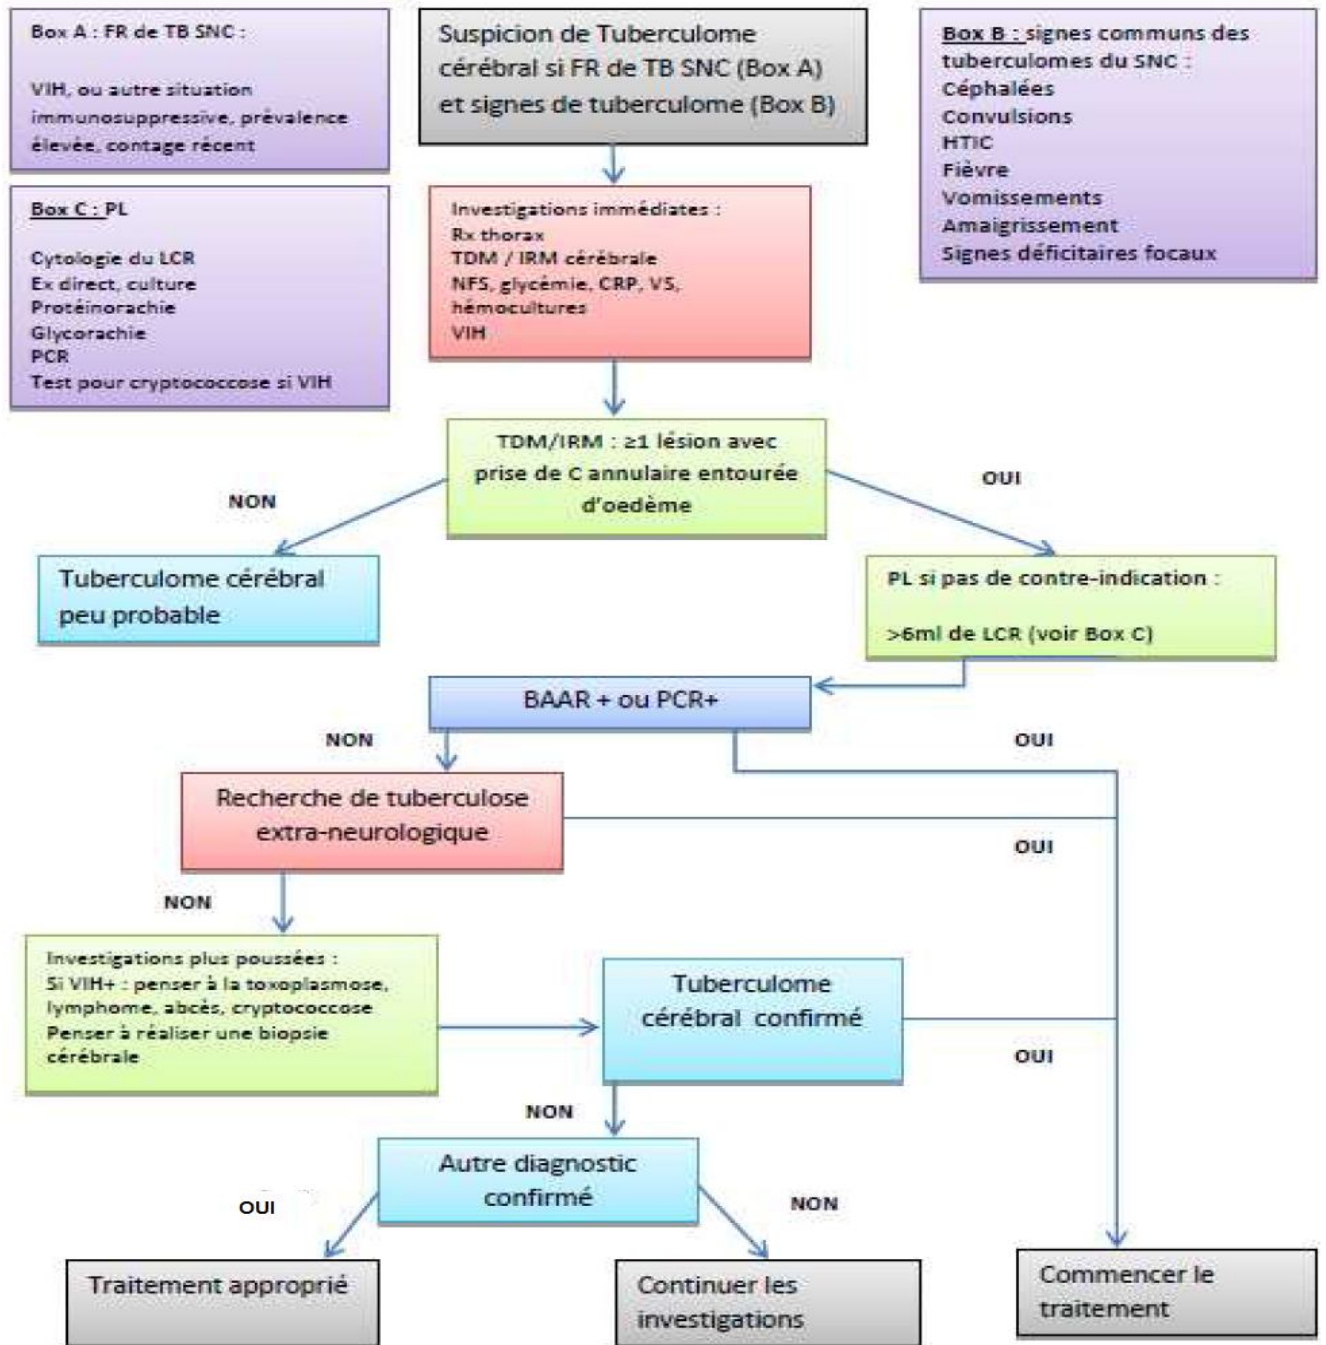 Box A : FR de TB SNC :
VIH, ou autre situation
immunosuppressive, prévalence
élevée, contage récent
Suspicion de Tuberculome
cérébral si FR de TB SNC (Box A)
et signes de tuberculome (Box B)
Box B : signes communs des
tuberculomes du SNC :
Céphalées
Convulsions
HTIC
Fièvre
Vomissements
Amaigrissement
Signes déficitaires focaux
Box C : PL
Cytologie du LCR
Ex direct, culture
Protéinorachie
Glycorachie
PCR
Test pour cryptococcose si VIH
Investigations immédiates :
Rx thorax
TDM / IRM cérébrale
NFS, glycémie, CRP, VS,
hémocultures
VIH
TDM/IRM : ≥1 lésion avec
prise de C annulaire entourée
d'oedème
NON
OUI
Tuberculome cérébral
peu probable
PL si pas de contre-indication :
>6ml de LCR (voir Box C)
BAAR + ou PCR+
NON
OUI
Recherche de tuberculose
extra-neurologique
OUI
NON
Investigations plus poussées :
Si VIH+ : penser à la toxoplasmose,
lymphome, abcès, cryptococcose
Penser à réaliser une biopsie
cérébrale
Tuberculome
cérébral confirmé
OUI
NON
Autre diagnostic
confirmé
OUI
NON
Traitement approprié
Continuer les
investigations
Commencer le
traitement